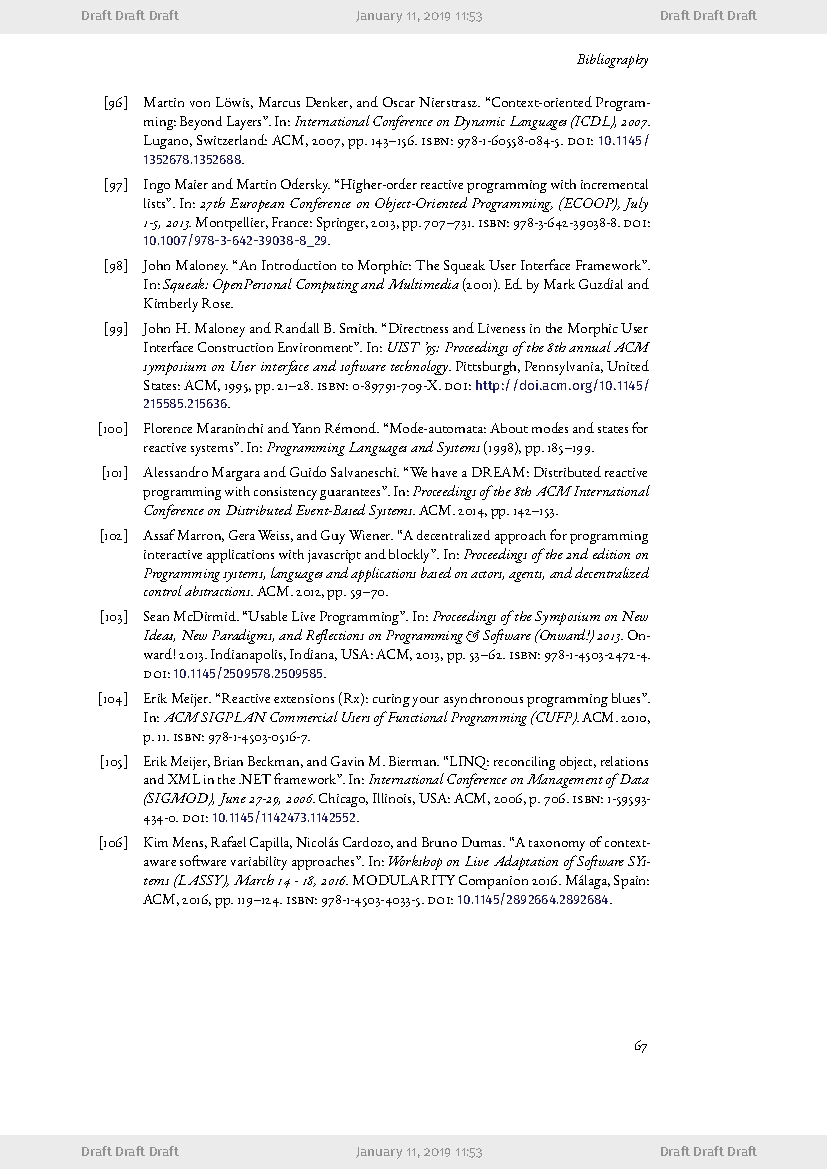 Draft Draft Draft January 11, 2019 11:53 Draft Draft Draft
Bibliography
[96] Martin von Löwis, Marcus Denker, and Oscar Nierstrasz. “Context-oriented Program-
ming: Beyond Layers”. In: International Conference on Dynamic Languages (ICDL), 2007.
Lugano, Switzerland: ACM, 2007, pp. 143–156. ISBN: 978-1-60558-084-5. DOI: 10.1145/
1352678.1352688.
[97] Ingo Maier and Martin Odersky. “Higher-order reactive programming with incremental
lists”. In: 27th European Conference on Object-Oriented Programming, (ECOOP), July
1-5, 2013. Montpellier, France: Springer, 2013, pp. 707–731. ISBN: 978-3-642-39038-8. DOI:
10.1007/978-3-642-39038-8_29.
[98] John Maloney. “An Introduction to Morphic: The Squeak User Interface Framework”.
In: Squeak: OpenPersonal Computing and Multimedia (2001). Ed. by Mark Guzdial and
Kimberly Rose.
[99] John H. Maloney and Randall B. Smith. “Directness and Liveness in the Morphic User
Interface Construction Environment”. In: UIST ’95: Proceedings of the 8th annual ACM
symposium on User interface and software technology. Pittsburgh, Pennsylvania, United
States: ACM, 1995, pp. 21–28. ISBN: 0-89791-709-X. DOI: http://doi.acm.org/10.1145/
215585.215636.
[100] Florence Maraninchi and Yann Rémond. “Mode-automata: About modes and states for
reactive systems”. In: Programming Languages and Systems (1998), pp. 185–199.
[101] Alessandro Margara and Guido Salvaneschi. “We have a DREAM: Distributed reactive
programming with consistency guarantees”. In: Proceedings of the 8th ACM International
Conference on Distributed Event-Based Systems. ACM. 2014, pp. 142–153.
[102] Assaf Marron, Gera Weiss, and Guy Wiener. “A decentralized approach for programming
interactive applications with javascript and blockly”. In: Proceedings of the 2nd edition on
Programming systems, languages and applications based on actors, agents, and decentralized
control abstractions. ACM. 2012, pp. 59–70.
[103] Sean McDirmid. “Usable Live Programming”. In: Proceedings of the Symposium on New
Ideas, New Paradigms, and Reflections on Programming & Software (Onward!) 2013. On-
ward! 2013. Indianapolis, Indiana, USA: ACM, 2013, pp. 53–62. ISBN: 978-1-4503-2472-4.
DOI: 10.1145/2509578.2509585.
[104] Erik Meijer. “Reactive extensions (Rx): curing your asynchronous programming blues”.
In: ACM SIGPLAN Commercial Users of Functional Programming (CUFP). ACM. 2010,
p. 11. ISBN: 978-1-4503-0516-7.
[105] Erik Meijer, Brian Beckman, and Gavin M. Bierman. “LINQ: reconciling object, relations
and XML in the .NET framework”. In: International Conference on Management of Data
(SIGMOD), June 27-29, 2006. Chicago, Illinois, USA: ACM, 2006, p. 706. ISBN: 1-59593-
434-0. DOI: 10.1145/1142473.1142552.
[106] Kim Mens, Rafael Capilla, Nicolás Cardozo, and Bruno Dumas. “A taxonomy of context-
aware software variability approaches”. In: Workshop on Live Adaptation of Software SYs-
tems (LASSY), March 14 - 18, 2016. MODULARITY Companion 2016. Málaga, Spain:
ACM, 2016, pp. 119–124. ISBN: 978-1-4503-4033-5. DOI: 10.1145/2892664.2892684.
67
Draft Draft Draft January 11, 2019 11:53 Draft Draft Draft